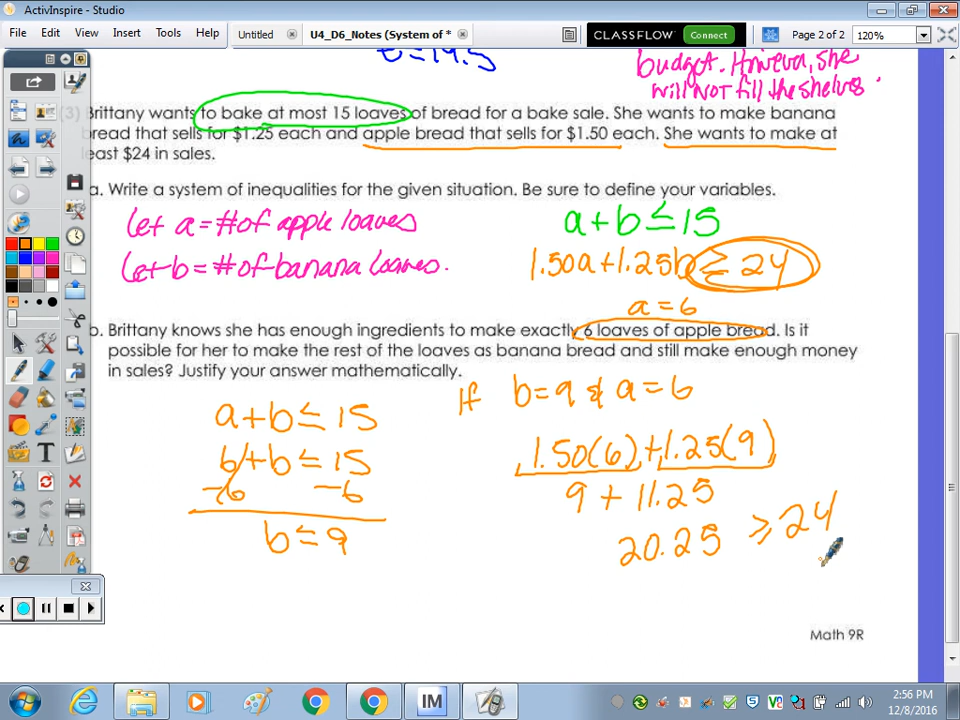 ActivInspire - Studio
File Edit View Insert Tools Help
Untitled
U4_D6_Notes (System of *
CLASSFLOW Connect
Page 2 of 2
120%
t = 19.5
budget. However, she
will not fill the shelves.
(3) Brittany wants to bake at most 15 loaves of bread for a bake sale. She wants to make banana
bread that sells for $1.25 each and apple bread that sells for $1.50 each. She wants to make at
least $24 in sales.
a. Write a system of inequalities for the given situation. Be sure to define your variables.
let a = # of apple loaves
let b = # of banana loaves.
a + b ≤ 15
1.50a + 1.25b ≥ 24
a = 6
b. Brittany knows she has enough ingredients to make exactly 6 loaves of apple bread. Is it
possible for her to make the rest of the loaves as banana bread and still make enough money
in sales? Justify your answer mathematically.
a + b ≤ 15
6 + b ≤ 15
-6 -6
b ≤ 9
If b = 9 & a = 6
1.50(6) + 1.25(9)
9 + 11.25
20.25 ≥ 24
Math 9R
IM
2:56 PM
12/8/2016